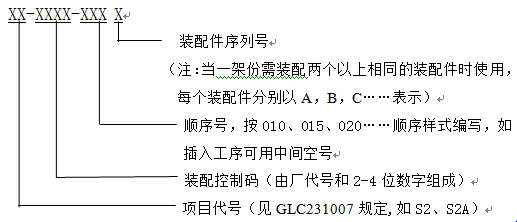 XX-XXXX-XXX X
装配件序列号
（注：当一架份需装配两个以上相同的装配件时使用，
每个装配件分别以 A，B，C……表示）
顺序号，按 010、015、020……顺序样式编写，如
插入工序可用中间空号
装配控制码（由厂代号和 2-4 位数字组成）
项目代号（见 GLC231007 规定,如 S2、S2A）